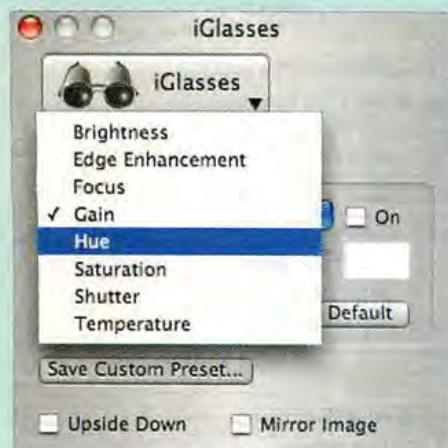 iGlasses
iGlasses
Brightness
Edge Enhancement
Focus
✓ Gain
On
Hue
Saturation
Shutter
Temperature
Default
Save Custom Preset...
Upside Down
Mirror Image